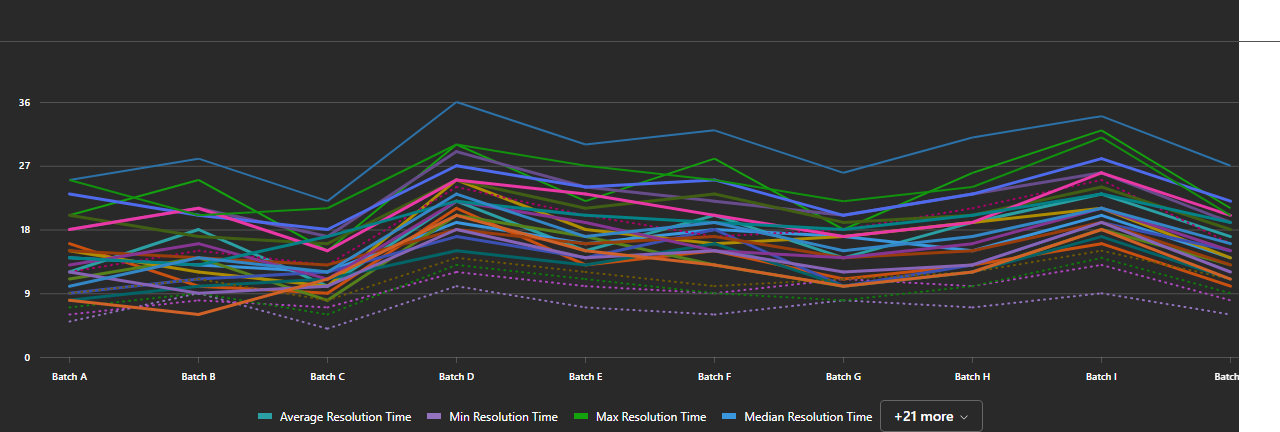 36
27
18
9
0
Batch A Batch B Batch C Batch D Batch E Batch F Batch G Batch H Batch I Batch
Average Resolution Time Min Resolution Time Max Resolution Time Median Resolution Time +21 more